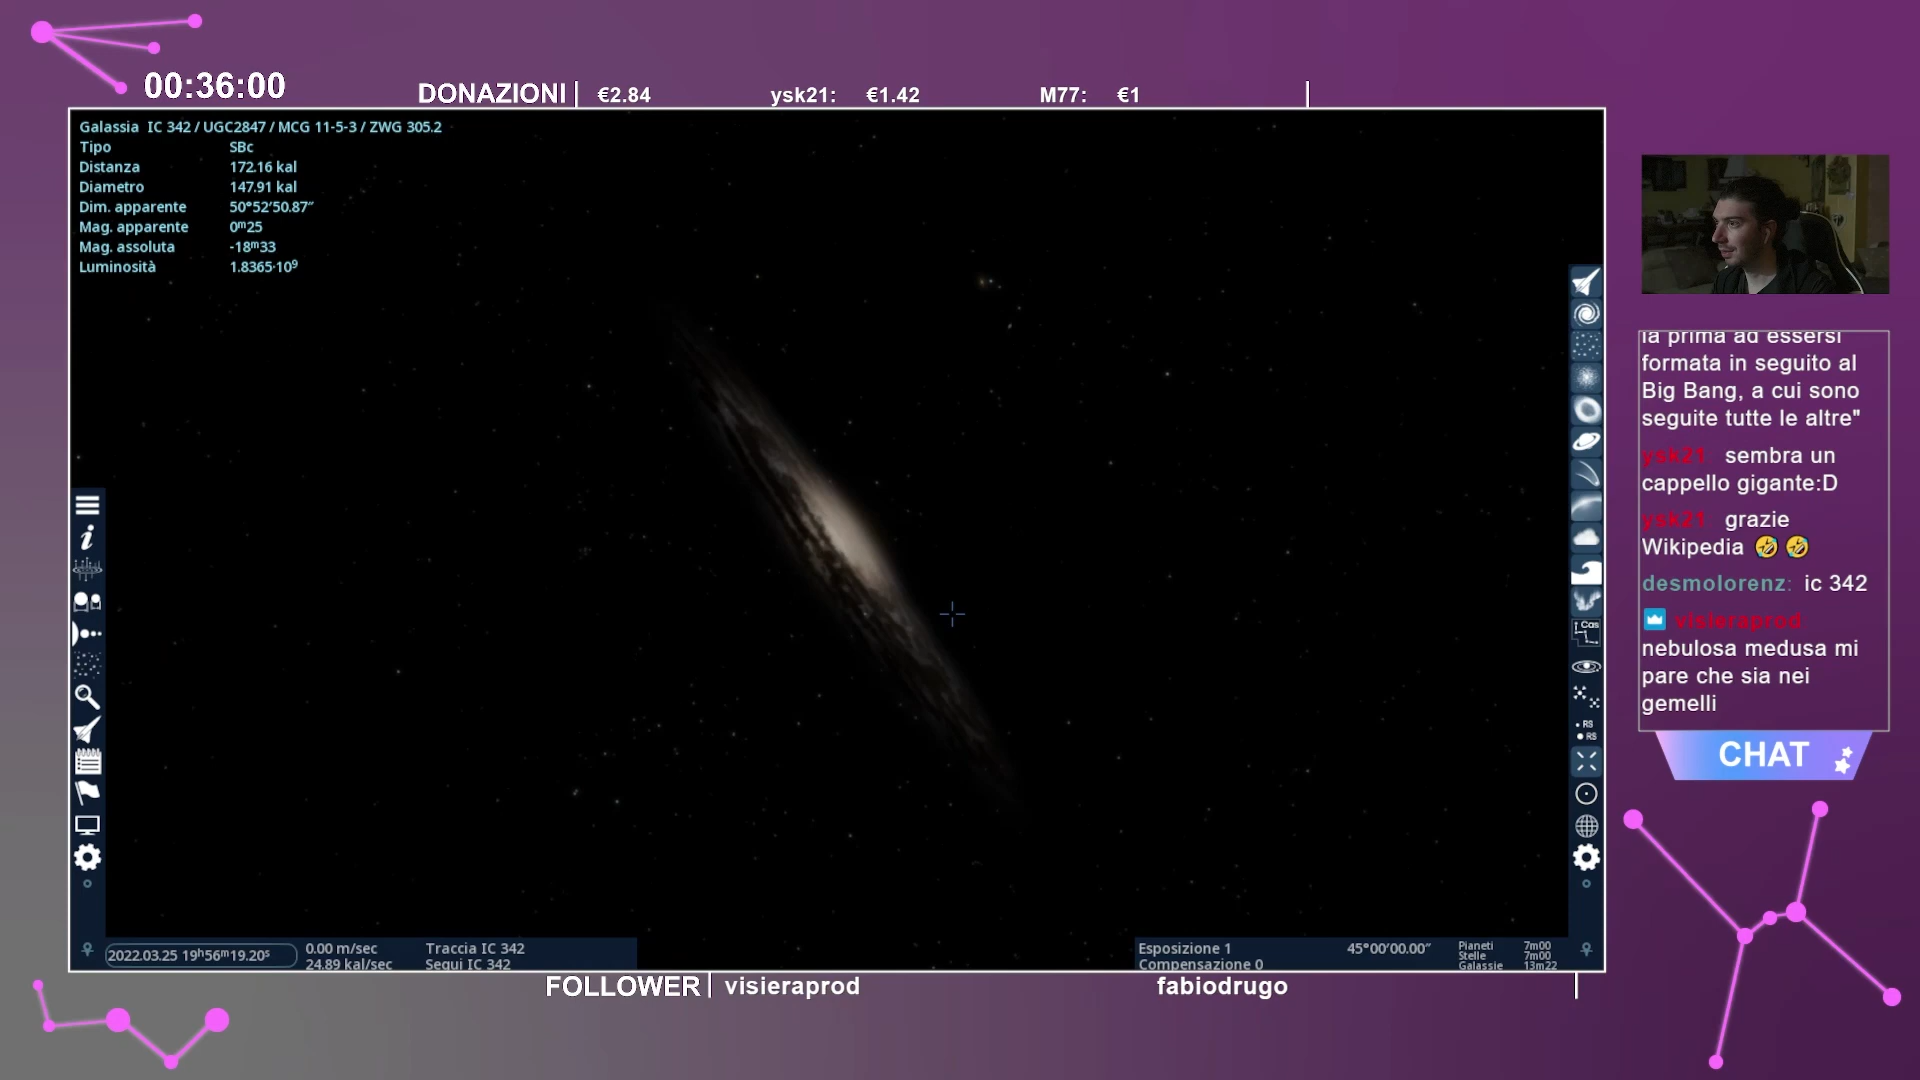 00:36:00
DONAZIONI
€2.84
ysk21: €1.42
M77: €1
Galassia IC 342 / UGC2847 / MCG 11-5-3 / ZWG 305.2
Tipo SBc
Distanza 172.16 kal
Diametro 147.91 kal
Dim. apparente 50°52′50.87″
Mag. apparente 0ᵐ25
Mag. assoluta -18ᵐ33
Luminosità 1.8365·10⁹
Cas
RS
RS
2022.03.25 19ʰ56ᵐ19.20ˢ
0.00 m/sec
24.89 kal/sec
Traccia IC 342
Segui IC 342
Esposizione 1
Compensazione 0
45°00′00.00″
Pianeti 7m00
Stelle 7m00
Galassie 13m22
FOLLOWER
visieraprod
fabiodrugo
la prima ad essersi
formata in seguito al
Big Bang, a cui sono
seguite tutte le altre"
ysk21: sembra un
cappello gigante:D
ysk21: grazie
Wikipedia 🤣 🤣
desmolorenz: ic 342
visieraprod
nebulosa medusa mi
pare che sia nei
gemelli
CHAT